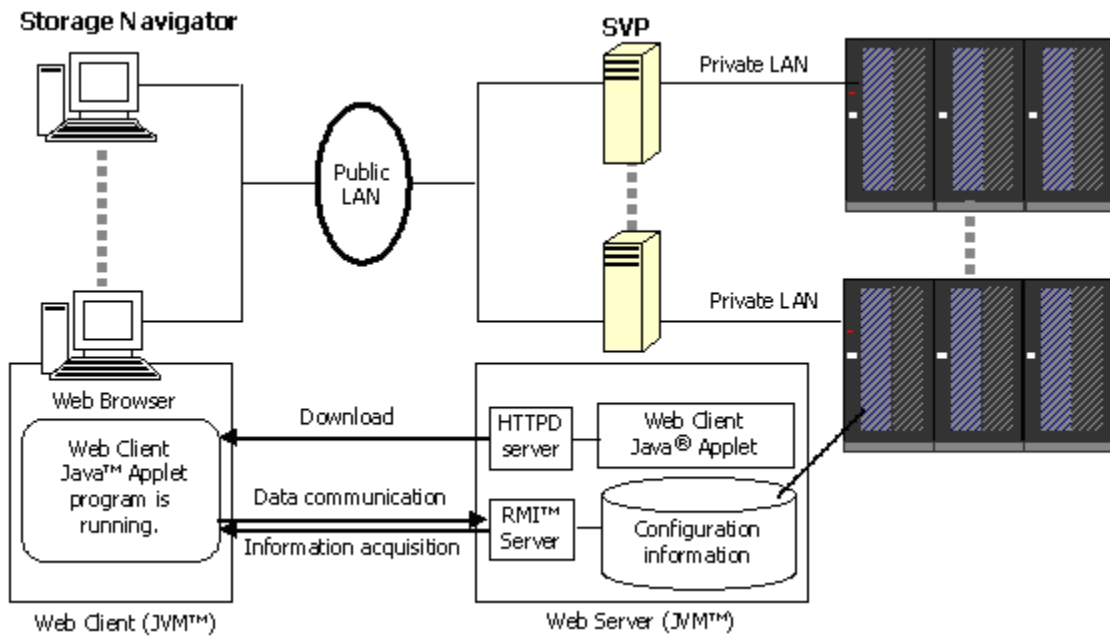 Storage Navigator
SVP
Private LAN
Public
LAN
Private LAN
Web Browser
Web Client
Java™ Applet
program is
running.
Download
Data communication
Information acquisition
HTTPD
server
Web Client
Java® Applet
RMI™
Server
Configuration
information
Web Client (JVM™)
Web Server (JVM™)